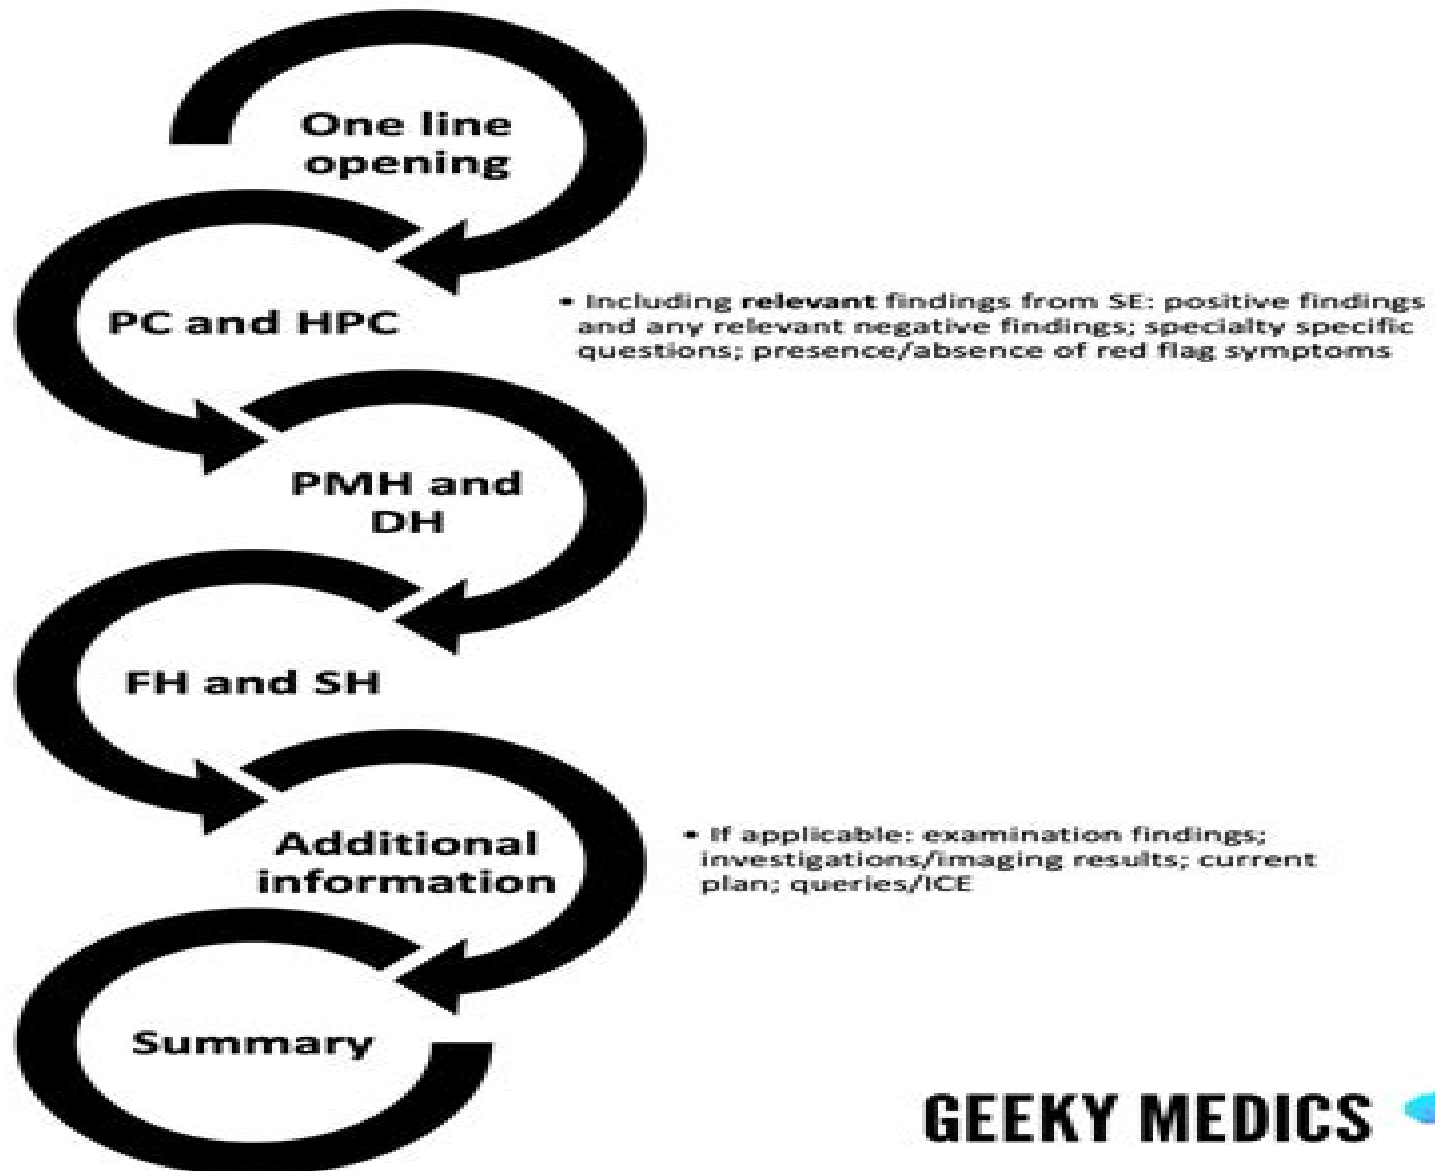 One line
opening
PC and HPC
• Including relevant findings from SE: positive findings
and any relevant negative findings; specialty specific
questions; presence/absence of red flag symptoms
PMH and
DH
FH and SH
Additional
information
• If applicable: examination findings;
investigations/imaging results; current
plan; queries/ICE
Summary
GEEKY MEDICS